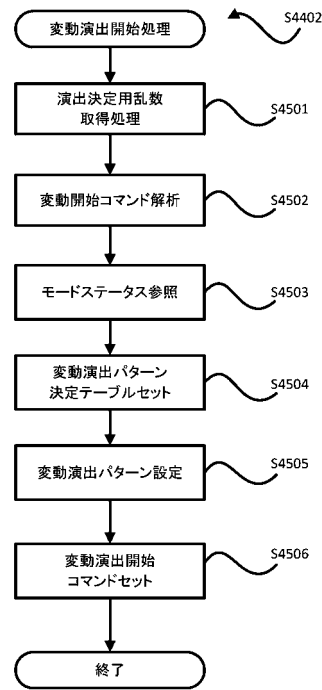 変動演出開始処理
S4402
演出決定用乱数
取得処理
S4501
変動開始コマンド解析
S4502
モードステータス参照
S4503
変動演出パターン
決定テーブルセット
S4504
変動演出パターン設定
S4505
変動演出開始
コマンドセット
S4506
終了